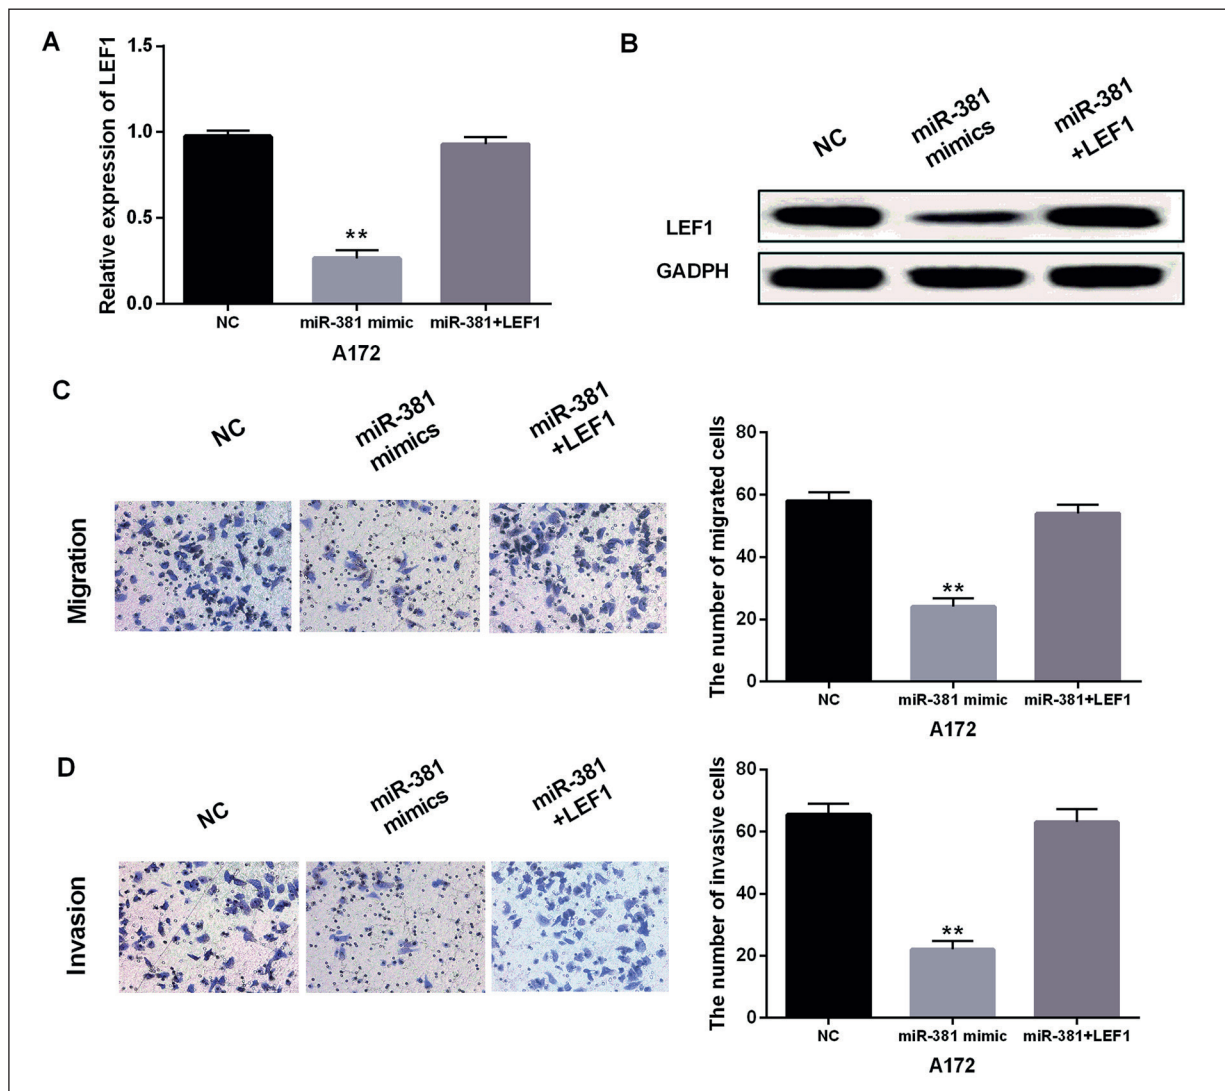 A
Relative expression of LEF1
1.5
1.0
0.5
0.0
**
NC
miR-381 mimic
miR-381+LEF1
A172
B
NC
miR-381
mimics
miR-381
+LEF1
LEF1
GADPH
C
NC
miR-381
mimics
miR-381
+LEF1
Migration
The number of migrated cells
80
60
40
20
0
**
NC
miR-381 mimic
miR-381+LEF1
A172
D
NC
miR-381
mimics
miR-381
+LEF1
Invasion
The number of invasive cells
80
60
40
20
0
**
NC
miR-381 mimic
miR-381+LEF1
A172